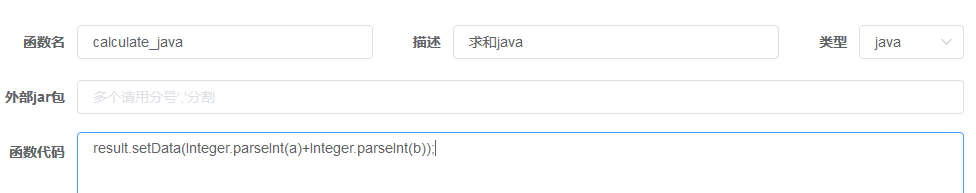 函数名 calculate_java 描述 求和java 类型 java
外部jar包 多个请用分号';'分割
函数代码 result.setData(Integer.parseInt(a)+Integer.parseInt(b));